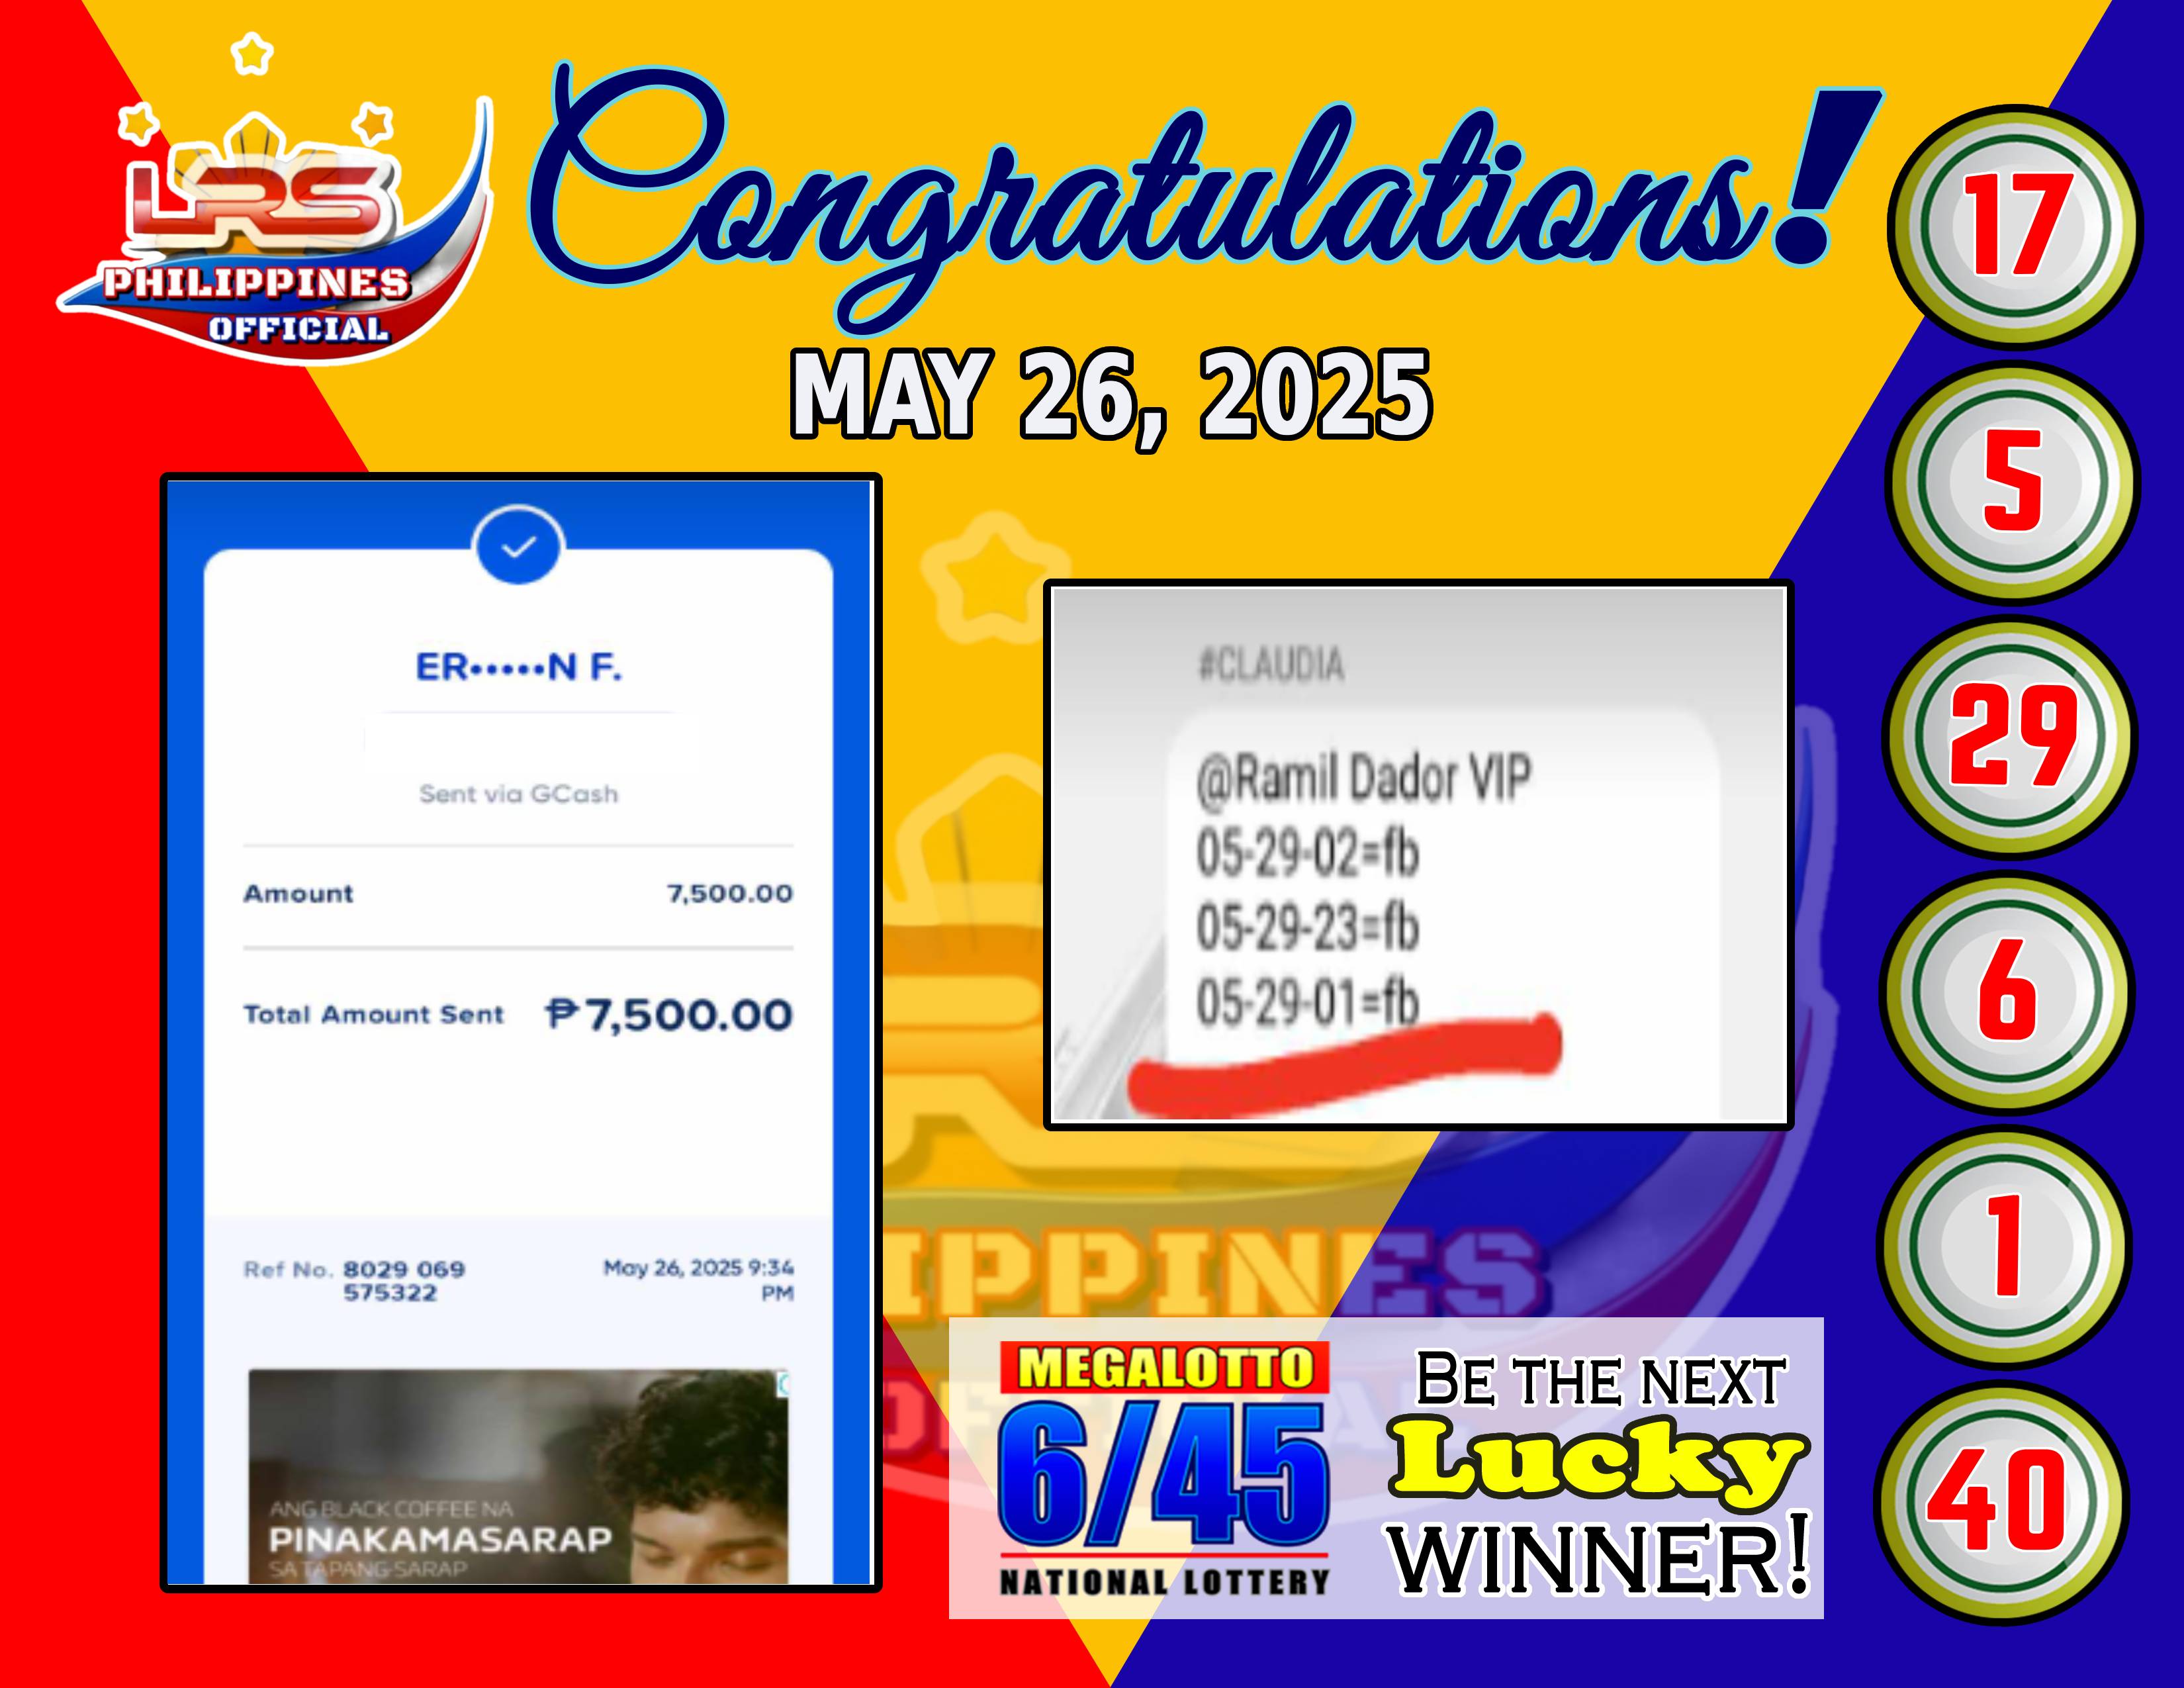 LRS
PHILIPPINES
OFFICIAL
Congratulations!
MAY 26, 2025
ER•••••N F.
Sent via GCash
Amount 7,500.00
Total Amount Sent ₱7,500.00
Ref No. 8029 069
575322
May 26, 2025 9:34
PM
ANG BLACK COFFEE NA
PINAKAMASARAP
SA TAPANG-SARAP
#CLAUDIA
@Ramil Dador VIP
05-29-02=fb
05-29-23=fb
05-29-01=fb
IPPINES
MEGALOTTO
6/45
NATIONAL LOTTERY
BE THE NEXT
Lucky
WINNER!
17
5
29
6
1
40